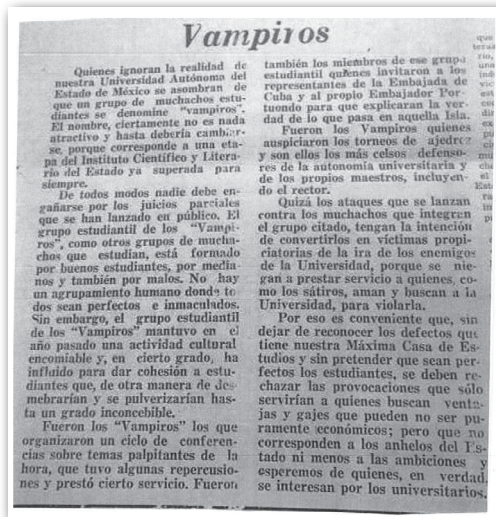 Vampiros
Quienes ignoran la realidad de
nuestra Universidad Autónoma del
Estado de México se asombran de
que un grupo de muchachos estu-
diantes se denomine "vampiros".
El nombre, ciertamente no es nada
atractivo y hasta debería cambiar-
se, porque corresponde a una eta-
pa del Instituto Científico y Litera-
rio del Estado ya superada para
siempre.
De todos modos nadie debe en-
gañarse por los juicios parciales
que se han lanzado en público. El
grupo estudiantil de los "Vampi-
ros", como otros grupos de mucha-
chos que estudian, está formado
por buenos estudiantes, por media-
nos y también por malos. No hay
un agrupamiento humano donde to-
dos sean perfectos e inmaculados.
Sin embargo, el grupo estudiantil
de los "Vampiros" mantuvo en el
año pasado una actividad cultural
encomiable y, en cierto grado, ha
influido para dar cohesión a estu-
diantes que, de otra manera de des-
membrarían y se pulverizarían has-
ta un grado inconcebible.
Fueron los "Vampiros" los que
organizaron un ciclo de conferen-
cias sobre temas palpitantes de la
hora, que tuvo algunas repercusio-
nes y prestó cierto servicio. Fueron
también los miembros de ese grupo
estudiantil quienes invitaron a los
representantes de la Embajada de
Cuba y al propio Embajador Por-
tuondo para que explicaran la ver-
dad de lo que pasa en aquella Isla.
Fueron los Vampiros quienes
auspiciaron los torneos de ajedrez
y son ellos los más celsos defenso-
res de la autonomía universitaria y
de los propios maestros, incluyen-
do el rector.
Quizá los ataques que se lanzan
contra los muchachos que integren
el grupo citado, tengan la intención
de convertirlos en víctimas propi-
ciatorias de la ira de los enemigos
de la Universidad, porque se nie-
gan a prestar servicio a quienes, co-
mo los sátiros, aman y buscan a la
Universidad, para violarla.
Por eso es conveniente que, sin
dejar de reconocer los defectos que
tiene nuestra Máxima Casa de Es-
tudios y sin pretender que sean per-
fectos los estudiantes, se deben re-
chazar las provocaciones que sólo
servirían a quienes buscan venta-
jas y gajes que pueden no ser pu-
ramente económicos; pero que no
corresponden a los anhelos del Es-
tado ni menos a las ambiciones y
esperemos de quienes, en verdad,
se interesan por los universitarios.